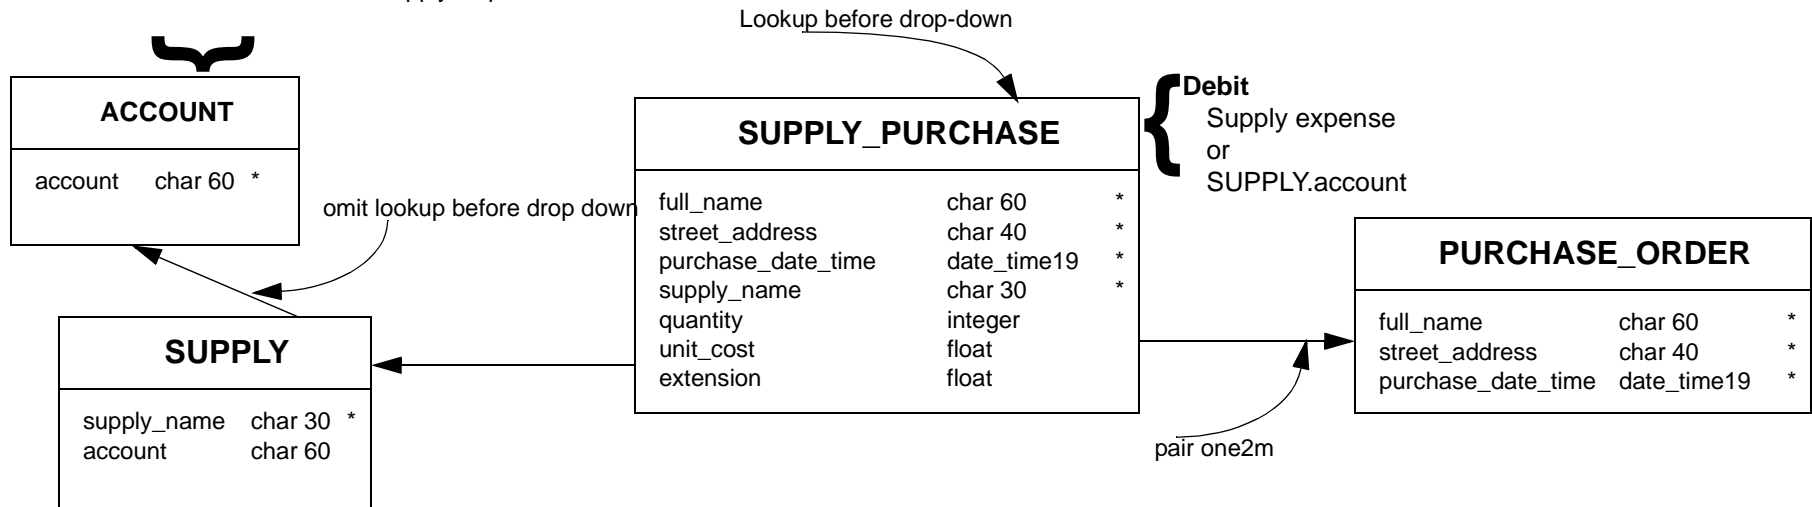 Lookup before drop-down
ACCOUNT
account char 60 *
omit lookup before drop down
SUPPLY
supply_name char 30 *
account char 60
SUPPLY_PURCHASE
full_name char 60 *
street_address char 40 *
purchase_date_time date_time19 *
supply_name char 30 *
quantity integer
unit_cost float
extension float
Debit
Supply expense
or
SUPPLY.account
PURCHASE_ORDER
full_name char 60 *
street_address char 40 *
purchase_date_time date_time19 *
pair one2m